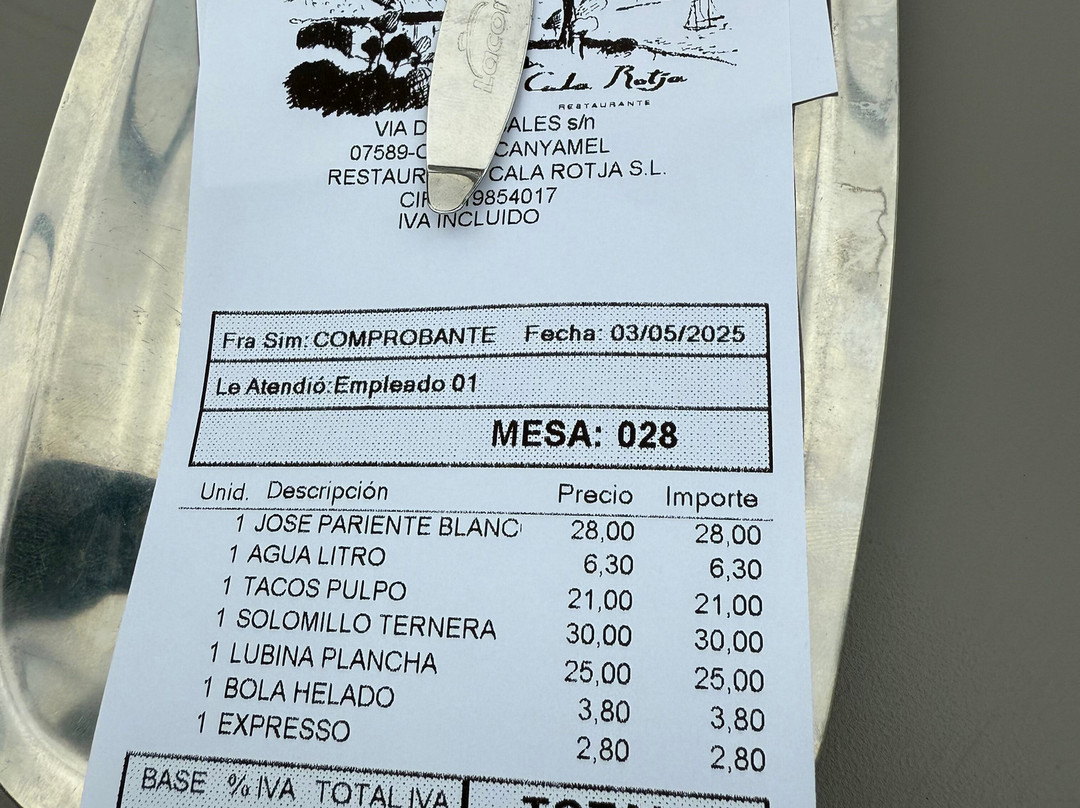 Lacor
Cala Rotja
RESTAURANTE
VIA D ALES s/n
07589-C CANYAMEL
RESTAUR CALA ROTJA S.L.
CIF 9854017
IVA INCLUIDO
Fra Sim: COMPROBANTE Fecha: 03/05/2025
Le Atendió: Empleado 01
MESA: 028
Unid. Descripción Precio Importe
1 JOSE PARIENTE BLANC 28,00 28,00
1 AGUA LITRO 6,30 6,30
1 TACOS PULPO 21,00 21,00
1 SOLOMILLO TERNERA 30,00 30,00
1 LUBINA PLANCHA 25,00 25,00
1 BOLA HELADO 3,80 3,80
1 EXPRESSO 2,80 2,80
BASE % IVA TOTAL IVA